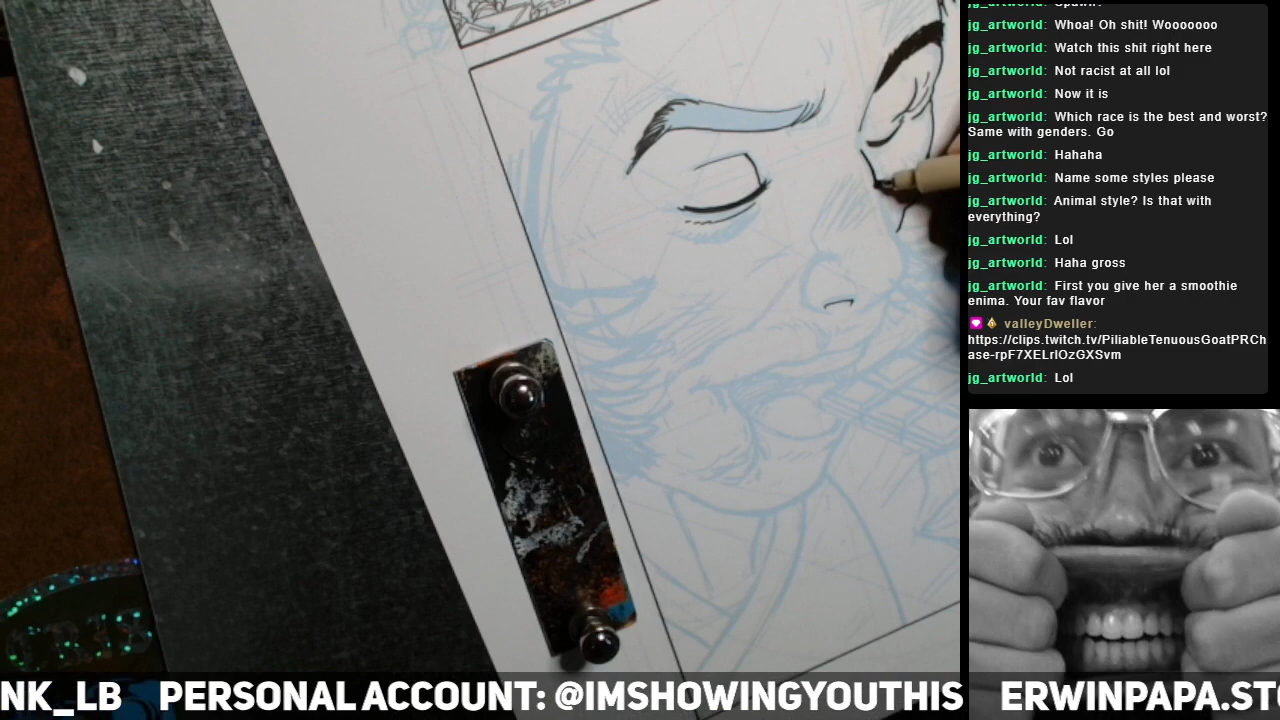 jg_artworld: Spawn?
jg_artworld: Whoa! Oh shit! Wooooooo
jg_artworld: Watch this shit right here
jg_artworld: Not racist at all lol
jg_artworld: Now it is
jg_artworld: Which race is the best and worst?
Same with genders. Go
jg_artworld: Hahaha
jg_artworld: Name some styles please
jg_artworld: Animal style? Is that with
everything?
jg_artworld: Lol
jg_artworld: Haha gross
jg_artworld: First you give her a smoothie
enima. Your fav flavor
valleyDweller:
https://clips.twitch.tv/PiliableTenuousGoatPRCh
ase-rpF7XELrIOzGXSvm
jg_artworld: Lol
NK_LB PERSONAL ACCOUNT: @IMSHOWINGYOUTHIS ERWINPAPA.ST